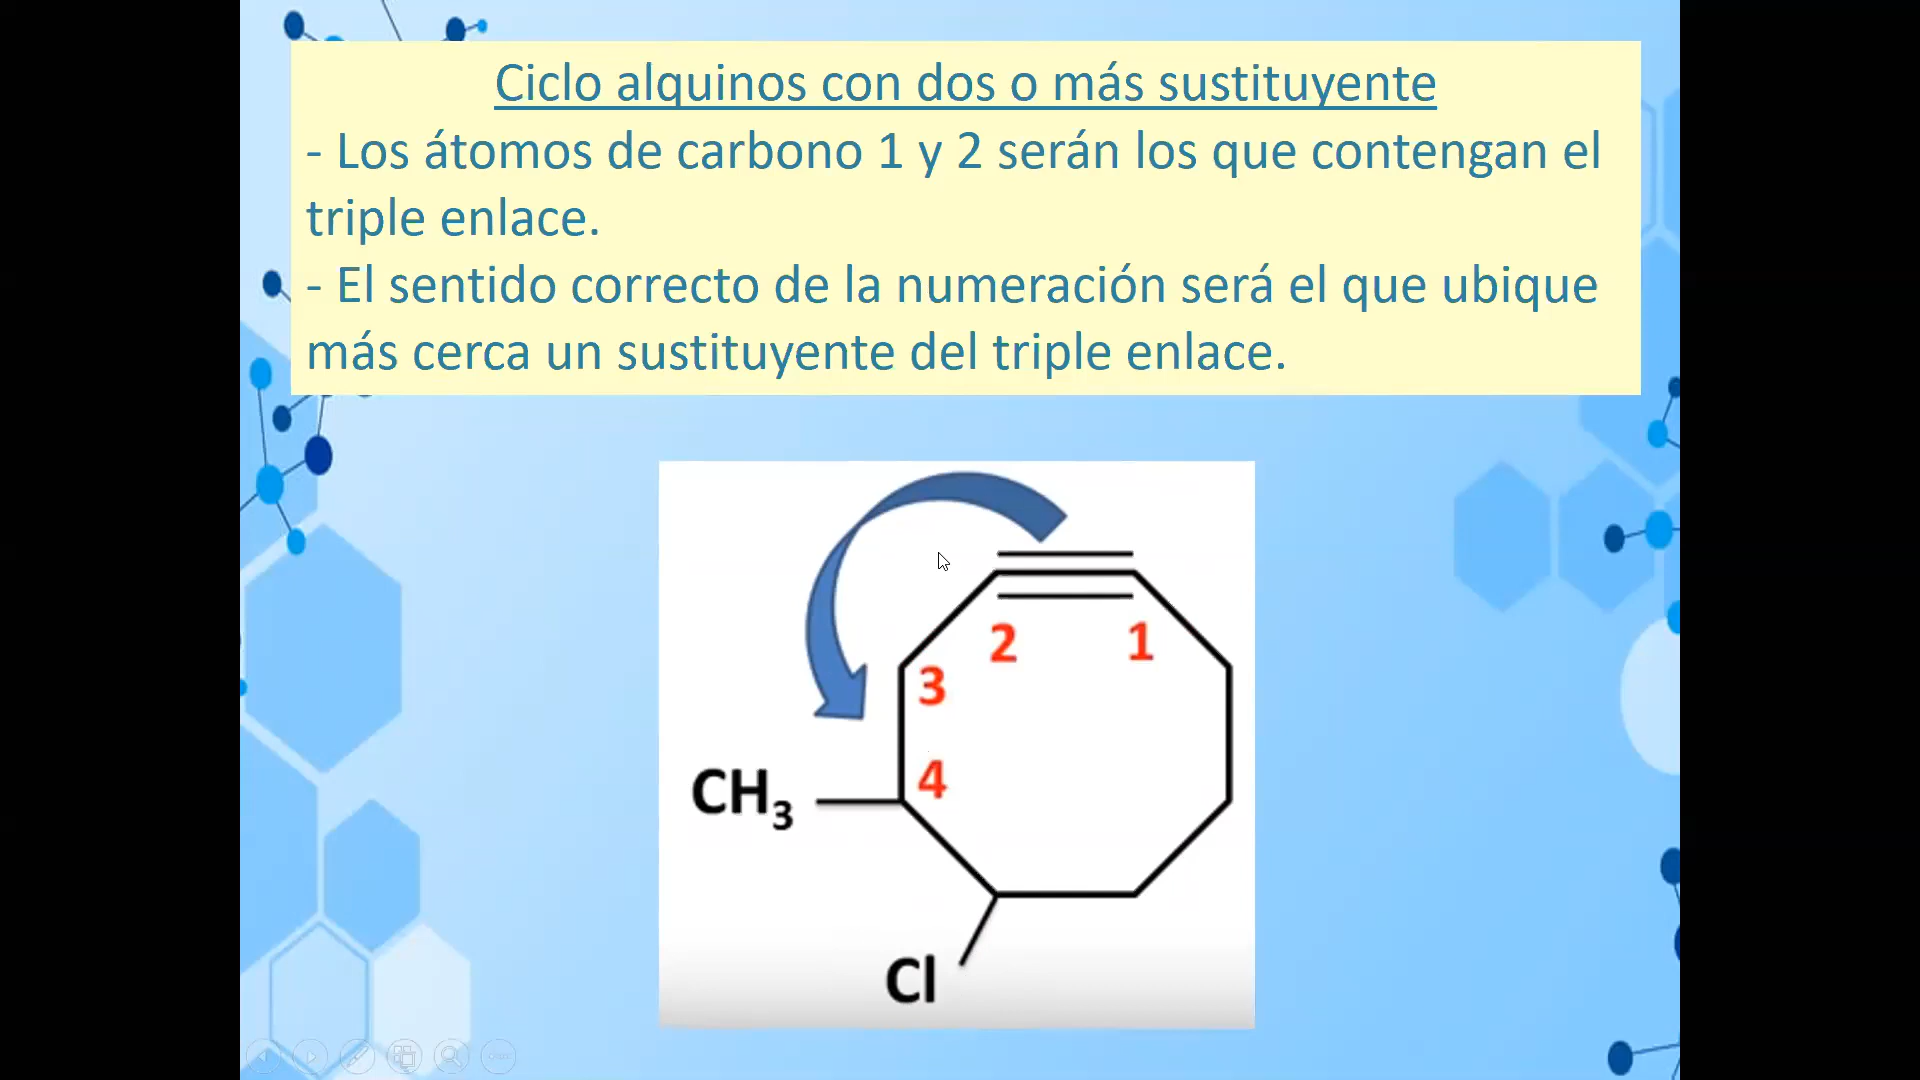 Ciclo alquinos con dos o más sustituyente
- Los átomos de carbono 1 y 2 serán los que contengan el
triple enlace.
- El sentido correcto de la numeración será el que ubique
más cerca un sustituyente del triple enlace.
2 1
3
4
CH₃
Cl